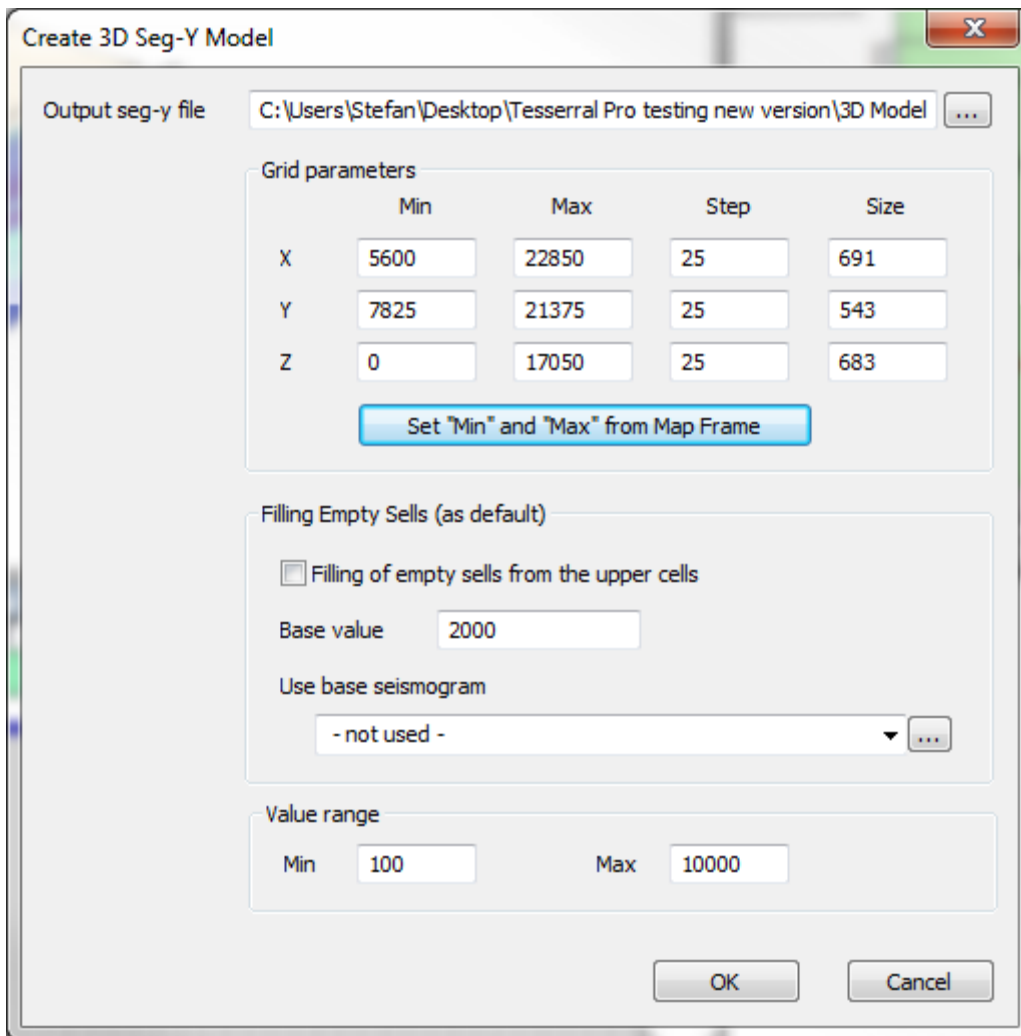 Create 3D Seg-Y Model
Output seg-y file C:\Users\Stefan\Desktop\Tesserral Pro testing new version\3D Model ...
Grid parameters
Min Max Step Size
X 5600 22850 25 691
Y 7825 21375 25 543
Z 0 17050 25 683
Set "Min" and "Max" from Map Frame
Filling Empty Sells (as default)
Filling of empty sells from the upper cells
Base value 2000
Use base seismogram
- not used - ...
Value range
Min 100 Max 10000
OK Cancel